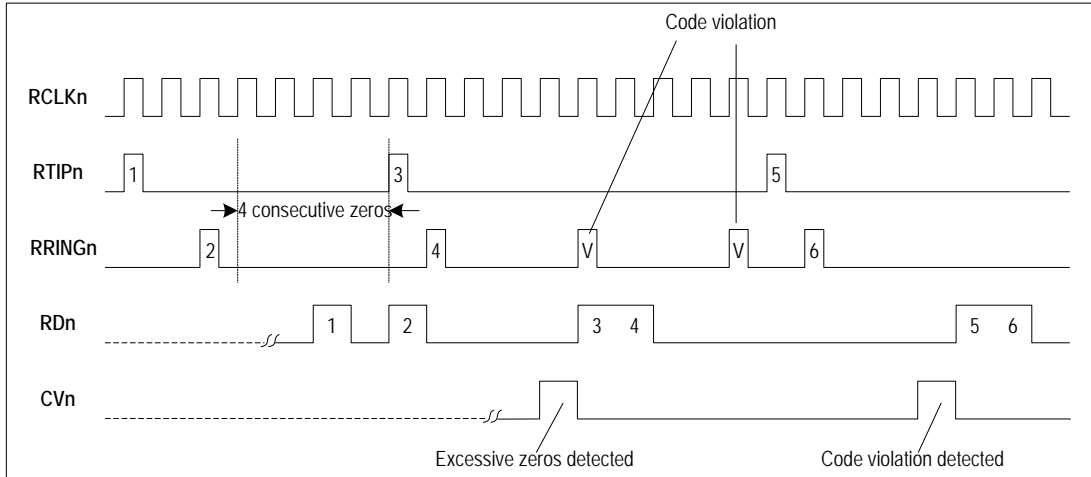 Code violation
RCLKn
RTIPn
1
3
5
4 consecutive zeros
RRINGn
2
4
V
V
6
RDn
1
2
3
4
5
6
CVn
Excessive zeros detected
Code violation detected